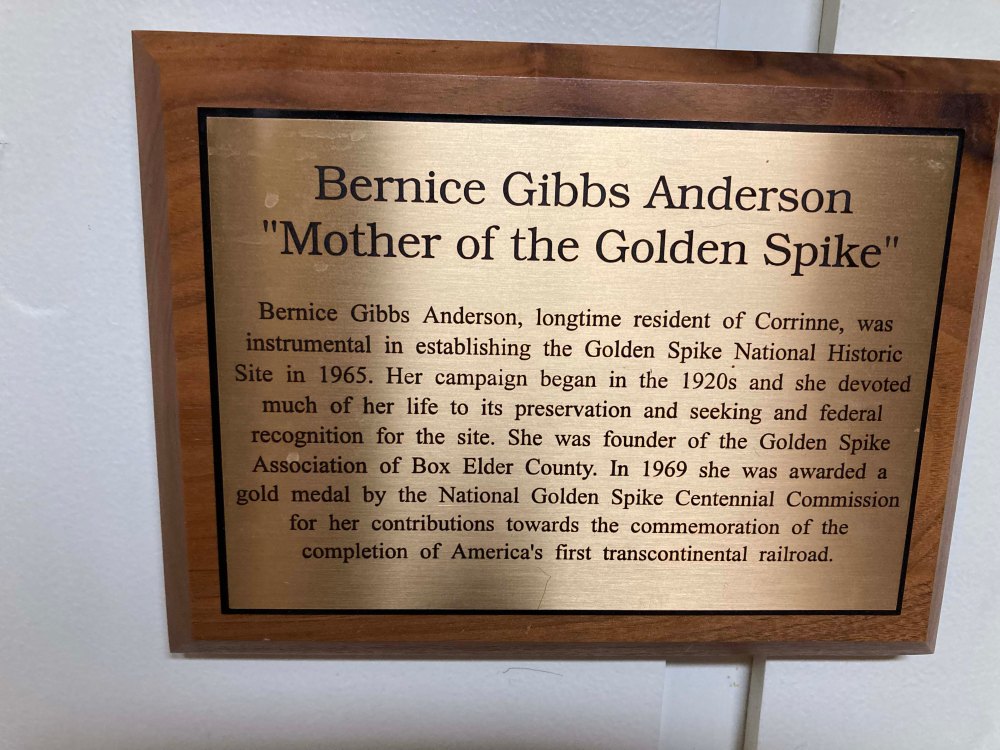 Bernice Gibbs Anderson
"Mother of the Golden Spike"
Bernice Gibbs Anderson, longtime resident of Corrinne, was
instrumental in establishing the Golden Spike National Historic
Site in 1965. Her campaign began in the 1920s and she devoted
much of her life to its preservation and seeking and federal
recognition for the site. She was founder of the Golden Spike
Association of Box Elder County. In 1969 she was awarded a
gold medal by the National Golden Spike Centennial Commission
for her contributions towards the commemoration of the
completion of America's first transcontinental railroad.